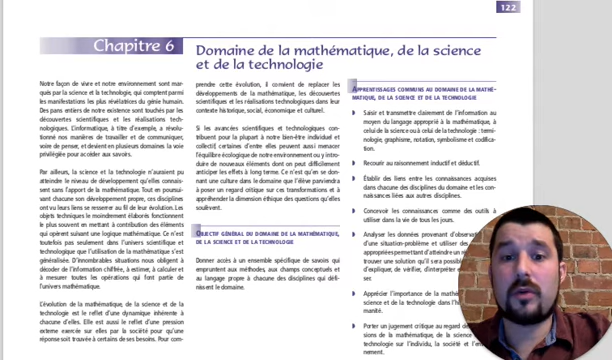 122
Chapitre 6
Domaine de la mathématique, de la science
et de la technologie
Notre façon de vivre et notre environnement sont mar-
qués par la science et la technologie, qui comptent parmi
les manifestations les plus révélatrices du génie humain.
Des pans entiers de notre existence sont touchés par les
découvertes scientifiques et les réalisations tech-
nologiques. L'informatique, à titre d'exemple, a révolu-
tionné nos manières de travailler et de communiquer,
voire de penser, et devient en plusieurs domaines la voie
privilégiée pour accéder aux savoirs.
Par ailleurs, la science et la technologie n'auraient pu
atteindre le niveau de développement qu'elles connais-
sent sans l'apport de la mathématique. Tout en poursui-
vant chacune son développement propre, ces disciplines
ont vu leurs liens se resserrer au fil de leur évolution. Les
objets techniques le moindrement élaborés fonctionnent
le plus souvent en mettant à contribution des éléments
qui opèrent suivant une logique mathématique. Ce n'est
toutefois pas seulement dans l'univers scientifique et
technologique que l'utilisation de la mathématique s'est
généralisée. D'innombrables situations nous obligent à
décoder de l'information chiffrée, à estimer, à calculer et
à mesurer toutes les opérations qui font partie de
l'univers mathématique.
L'évolution de la mathématique, de la science et de la
technologie est le reflet d'une dynamique inhérente à
chacune d'elles. Elle est aussi le reflet d'une pression
externe exercée sur elles par la société pour qu'une
réponse soit trouvée à certains de ses besoins. Pour com-
prendre cette évolution, il convient de replacer les
développements de la mathématique, les découvertes
scientifiques et les réalisations technologiques dans leur
contexte historique, social, économique et culturel.
Si les avancées scientifiques et technologiques con-
tribuent pour la plupart à notre bien-être individuel et
collectif, certaines d'entre elles peuvent aussi menacer
l'équilibre écologique de notre environnement ou y intro-
duire de nouveaux éléments dont on peut difficilement
anticiper les effets à long terme. Ce n'est qu'en se don-
nant une culture dans le domaine que l'élève parviendra
à poser un regard critique sur ces transformations et à
appréhender la dimension éthique des questions qu'elles
soulèvent.
OBJECTIF GÉNÉRAL DU DOMAINE DE LA MATHÉMATIQUE,
DE LA SCIENCE ET DE LA TECHNOLOGIE
Donner accès à un ensemble spécifique de savoirs qui
empruntent aux méthodes, aux champs conceptuels et
au langage propre à chacune des disciplines qui défi-
nissent le domaine.
APPRENTISSAGES COMMUNS AU DOMAINE DE LA MATHÉ-
MATIQUE, DE LA SCIENCE ET DE LA TECHNOLOGIE
Saisir et transmettre clairement de l'information au
moyen du langage approprié à la mathématique, à
celui de la science ou à celui de la technologie : termi-
nologie, graphisme, notation, symbolisme et codifica-
tion.
Recourir au raisonnement inductif et déductif.
Établir des liens entre les connaissances acquises
dans chacune des disciplines du domaine et les con-
naissances liées aux autres disciplines.
Concevoir les connaissances comme des outils à
utiliser dans la vie de tous les jours.
Analyser les données provenant d'observations
d'une situation-problème et utiliser des
appropriées permettant d'atteindre un
trouver une solution qu'il sera possible
d'expliquer, de vérifier, d'interpréter
ser.
Apprécier l'importance de la
science et de la technologie dans l'
manité.
Porter un jugement critique au regard des
sions de la mathématique, de la science
technologie sur l'individu, la société et l'
nement.